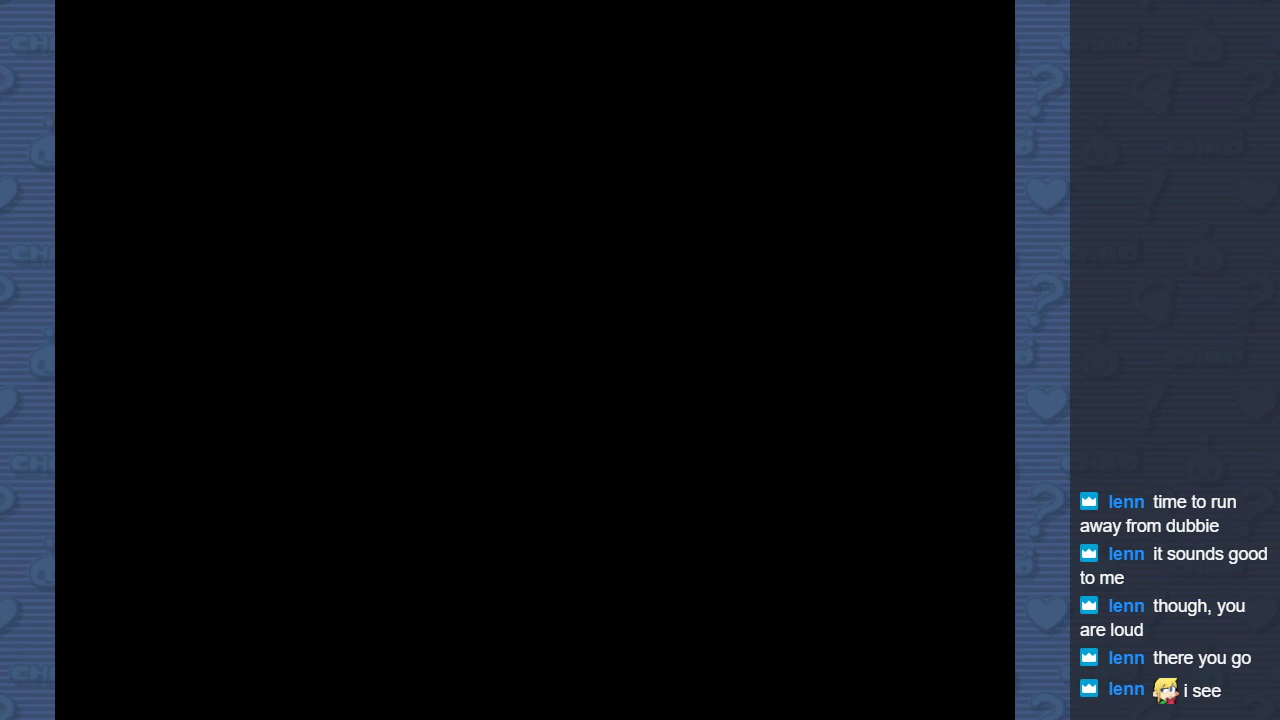 lenn time to run
away from dubbie
lenn it sounds good
to me
lenn though, you
are loud
lenn there you go
lenn i see